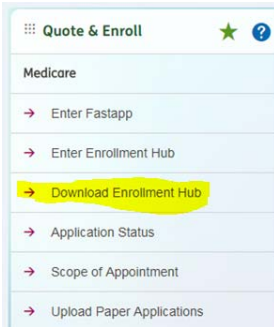 Quote & Enroll
Medicare
Enter Fastapp
Enter Enrollment Hub
Download Enrollment Hub
Application Status
Scope of Appointment
Upload Paper Applications